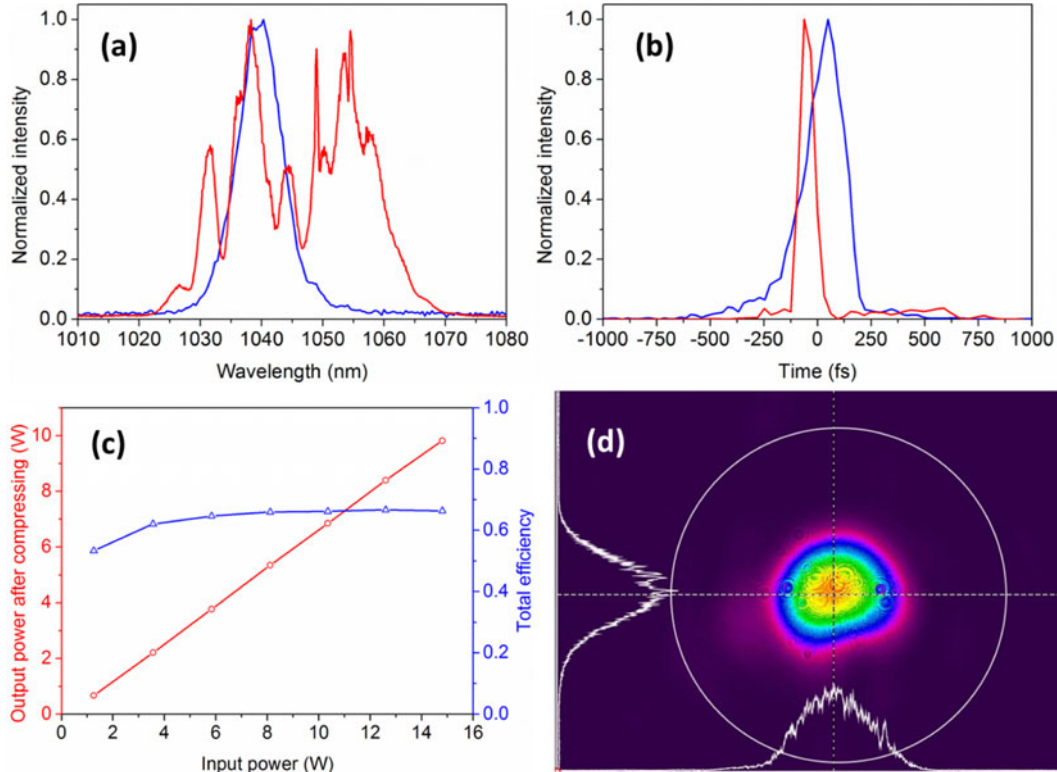 (a)
Normalized intensity
1.0
0.8
0.6
0.4
0.2
0.0
1010 1020 1030 1040 1050 1060 1070 1080
Wavelength (nm)
(b)
Normalized intensity
1.0
0.8
0.6
0.4
0.2
0.0
-1000 -750 -500 -250 0 250 500 750 1000
Time (fs)
(c)
Output power after compressing (W)
10
8
6
4
2
0
1.0
0.8
0.6
0.4
0.2
0.0
Total efficiency
0 2 4 6 8 10 12 14 16
Input power (W)
(d)